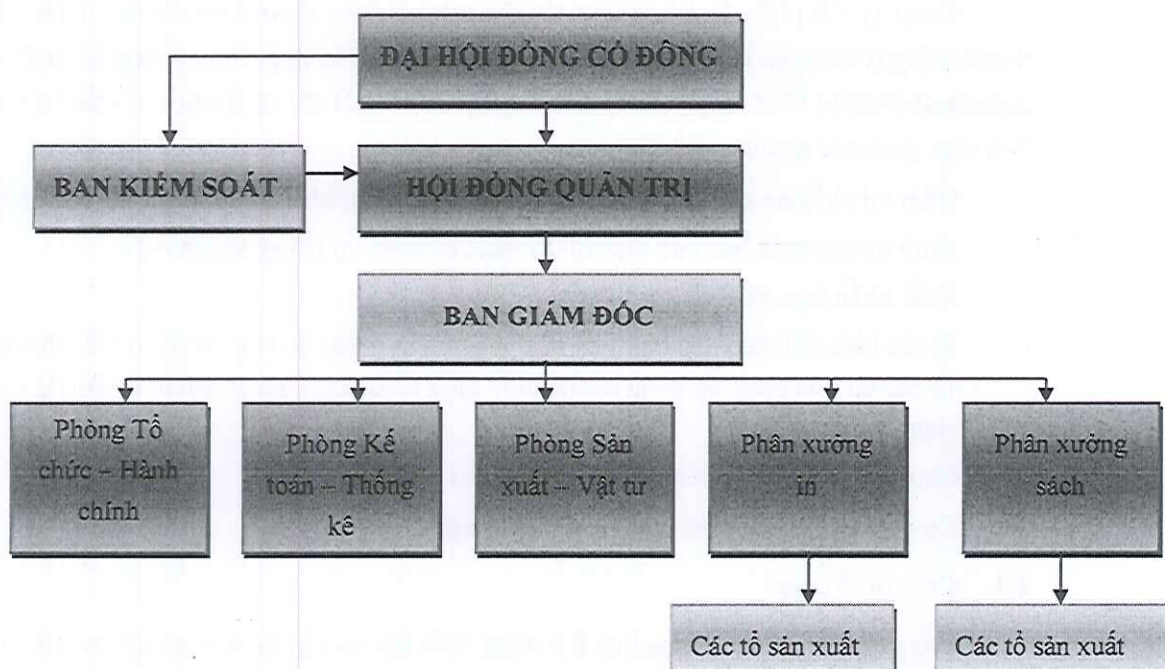 ĐẠI HỘI ĐỒNG CỔ ĐÔNG
BAN KIỂM SOÁT
HỘI ĐỒNG QUẢN TRỊ
BAN GIÁM ĐỐC
Phòng Tổ
chức – Hành
chính
Phòng Kế
toán – Thống
kê
Phòng Sản
xuất – Vật tư
Phân xưởng
in
Phân xưởng
sách
Các tổ sản xuất
Các tổ sản xuất